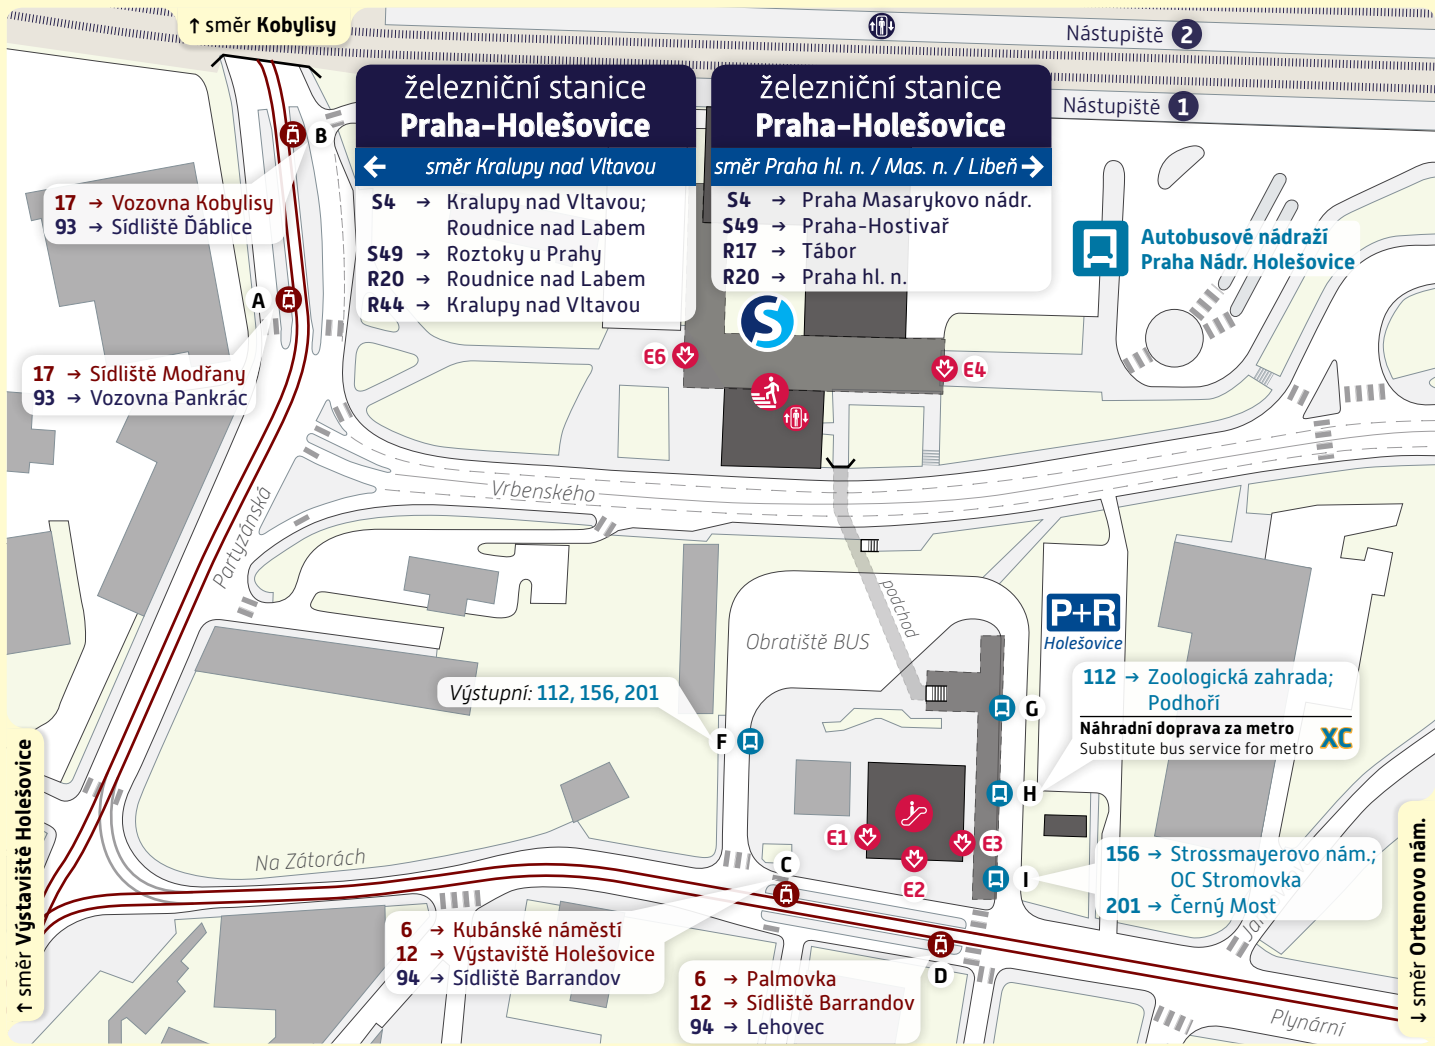 ↑ směr Kobylisy
Nástupiště 2
Nástupiště 1
železniční stanice
Praha-Holešovice
← směr Kralupy nad Vltavou
S4 → Kralupy nad Vltavou;
Roudnice nad Labem
S49 → Roztoky u Prahy
R20 → Roudnice nad Labem
R44 → Kralupy nad Vltavou
železniční stanice
Praha-Holešovice
směr Praha hl. n. / Mas. n. / Libeň →
S4 → Praha Masarykovo nádr.
S49 → Praha-Hostivař
R17 → Tábor
R20 → Praha hl. n.
B
17 → Vozovna Kobylisy
93 → Sídliště Ďáblice
A
17 → Sídliště Modřany
93 → Vozovna Pankrác
Autobusové nádraží
Praha Nádr. Holešovice
S
E6
E4
Vrbenského
Partyzánská
podchod
Obratiště BUS
P+R
Holešovice
Výstupní: 112, 156, 201
F
G
112 → Zoologická zahrada;
Podhoří
Náhradní doprava za metro
Substitute bus service for metro
XC
H
E1
E2
E3
I
156 → Strossmayerovo nám.;
OC Stromovka
201 → Černý Most
Na Zátorách
C
6 → Kubánské náměstí
12 → Výstaviště Holešovice
94 → Sídliště Barrandov
D
6 → Palmovka
12 → Sídliště Barrandov
94 → Lehovec
Plynární
↑ směr Výstaviště Holešovice
↓ směr Ortenovo nám.